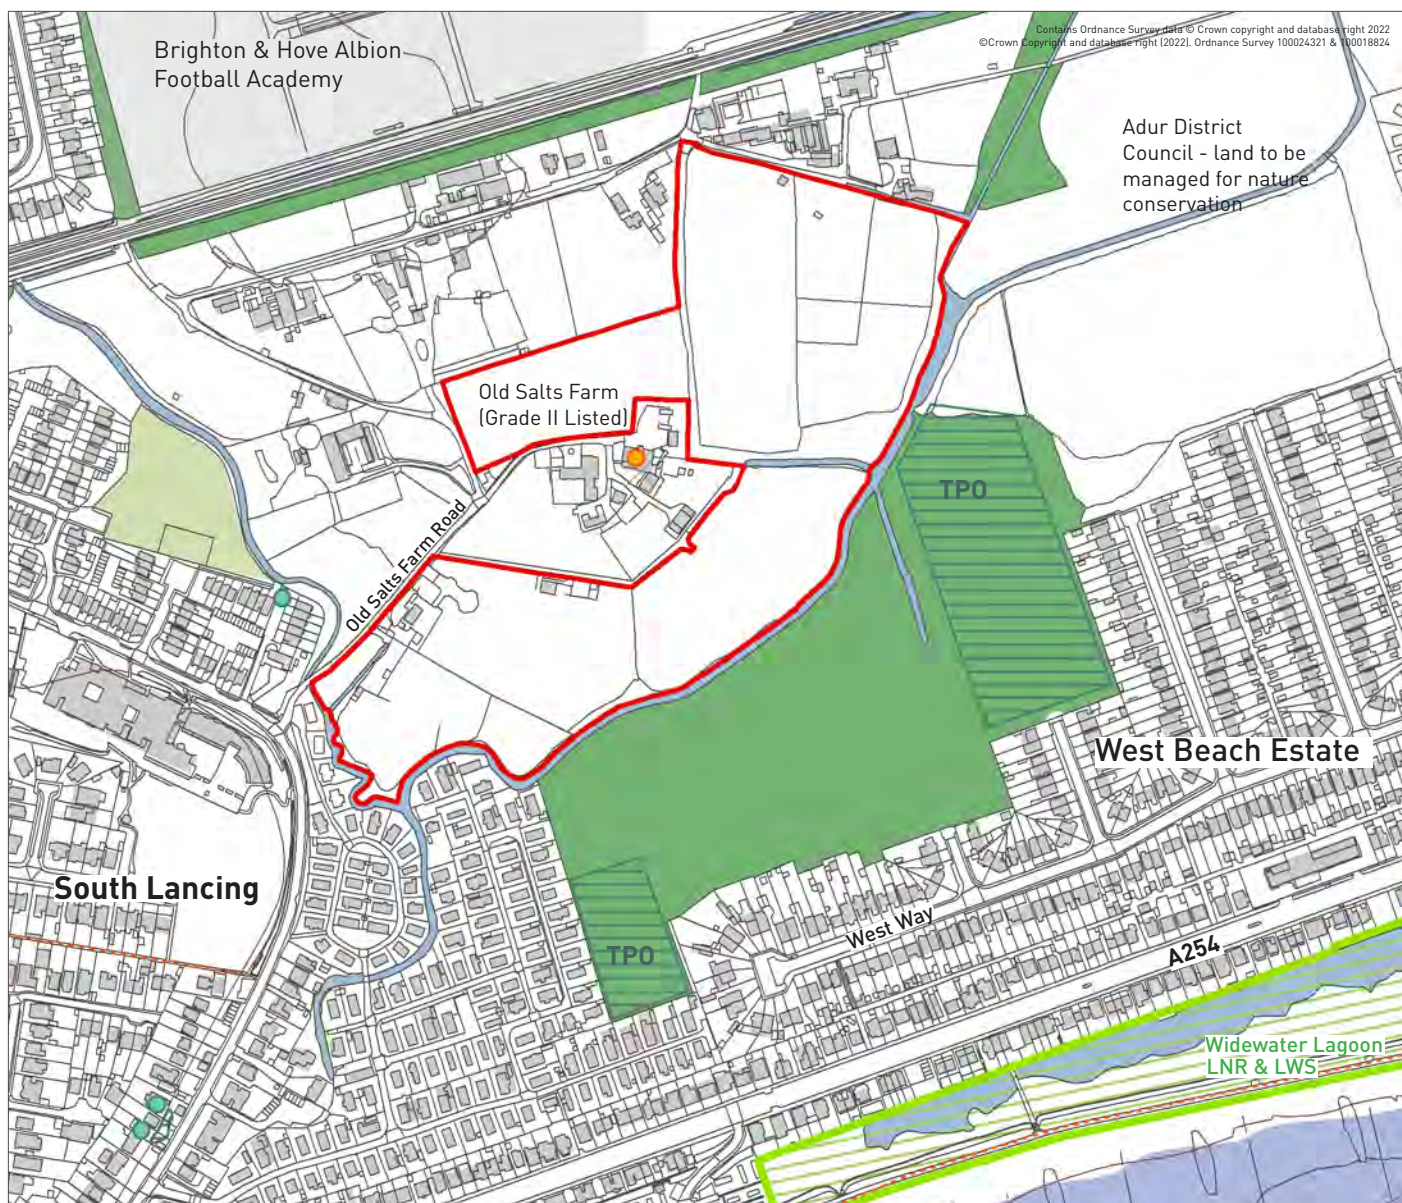 Contains Ordnance Survey data © Crown copyright and database right 2022
©Crown Copyright and database right (2022). Ordnance Survey 100024321 & 100018824
Brighton & Hove Albion
Football Academy
Adur District
Council - land to be
managed for nature
conservation
Old Salts Farm
(Grade II Listed)
TPO
Old Salts Farm Road
West Beach Estate
South Lancing
West Way
TPO
A254
Widewater Lagoon
LNR & LWS